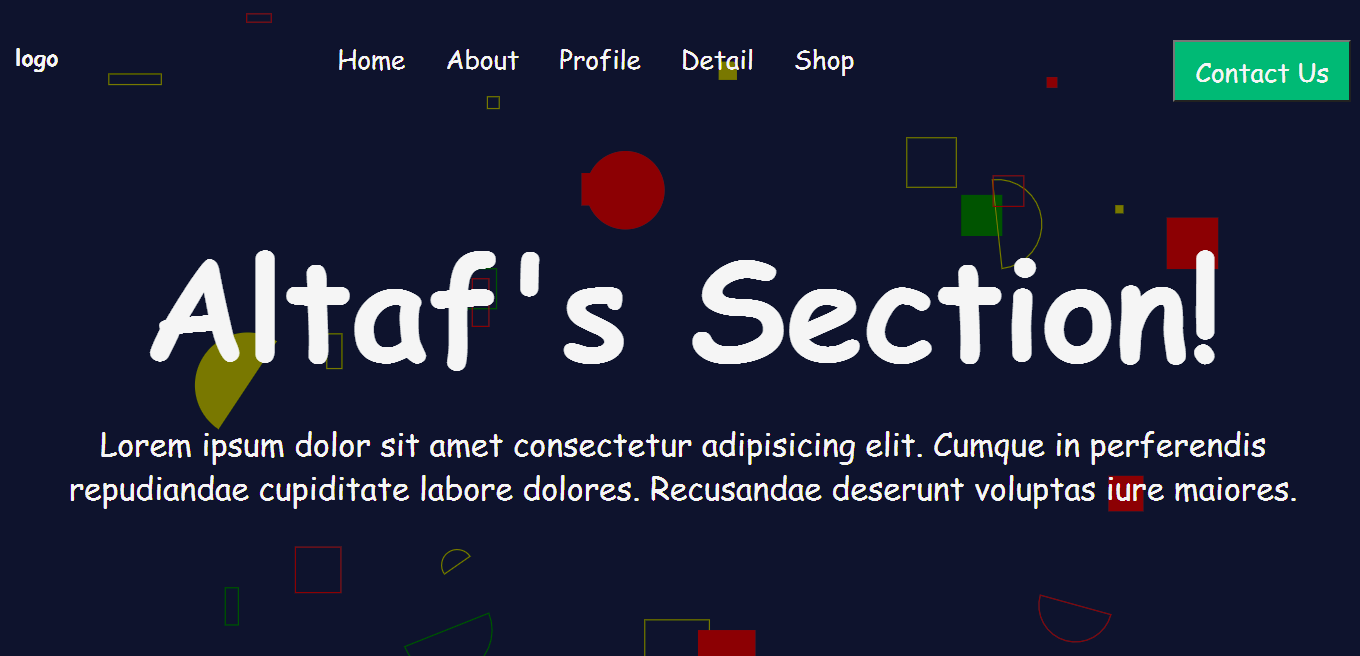 logo
Home About Profile Detail Shop
Contact Us
Altaf's Section!
Lorem ipsum dolor sit amet consectetur adipisicing elit. Cumque in perferendis
repudiandae cupiditate labore dolores. Recusandae deserunt voluptas iure maiores.